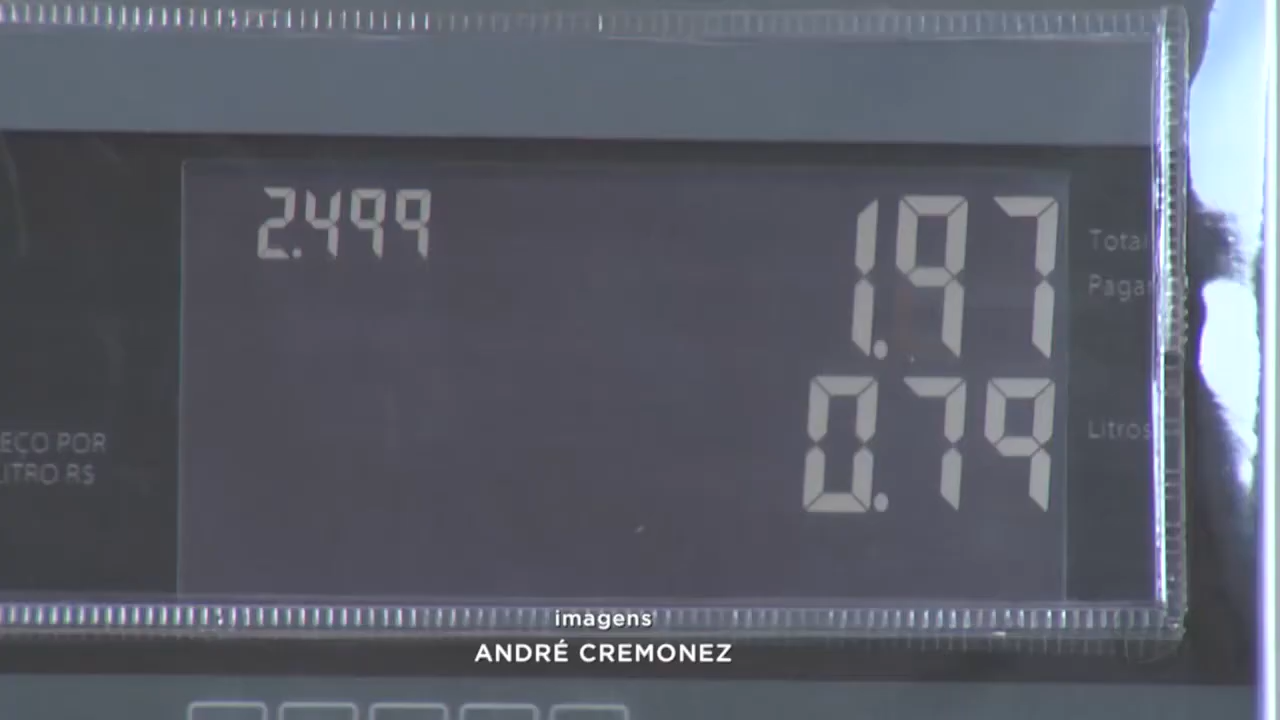 2.499
1.97
Total
Pagar
0.79
Litros
EÇO POR
ITRO R$
imagens
ANDRÉ CREMONEZ